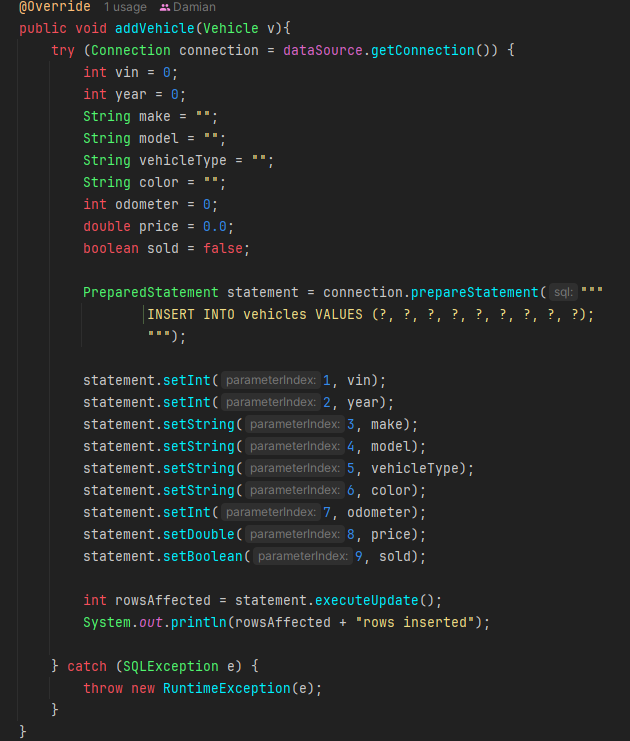 @Override 1 usage Damian
public void addVehicle(Vehicle v){
try (Connection connection = dataSource.getConnection()) {
int vin = 0;
int year = 0;
String make = "";
String model = "";
String vehicleType = "";
String color = "";
int odometer = 0;
double price = 0.0;
boolean sold = false;
PreparedStatement statement = connection.prepareStatement( sql: """
INSERT INTO vehicles VALUES (?, ?, ?, ?, ?, ?, ?, ?, ?);
""");
statement.setInt( parameterIndex: 1, vin);
statement.setInt( parameterIndex: 2, year);
statement.setString( parameterIndex: 3, make);
statement.setString( parameterIndex: 4, model);
statement.setString( parameterIndex: 5, vehicleType);
statement.setString( parameterIndex: 6, color);
statement.setInt( parameterIndex: 7, odometer);
statement.setDouble( parameterIndex: 8, price);
statement.setBoolean( parameterIndex: 9, sold);
int rowsAffected = statement.executeUpdate();
System.out.println(rowsAffected + "rows inserted");
} catch (SQLException e) {
throw new RuntimeException(e);
}
}